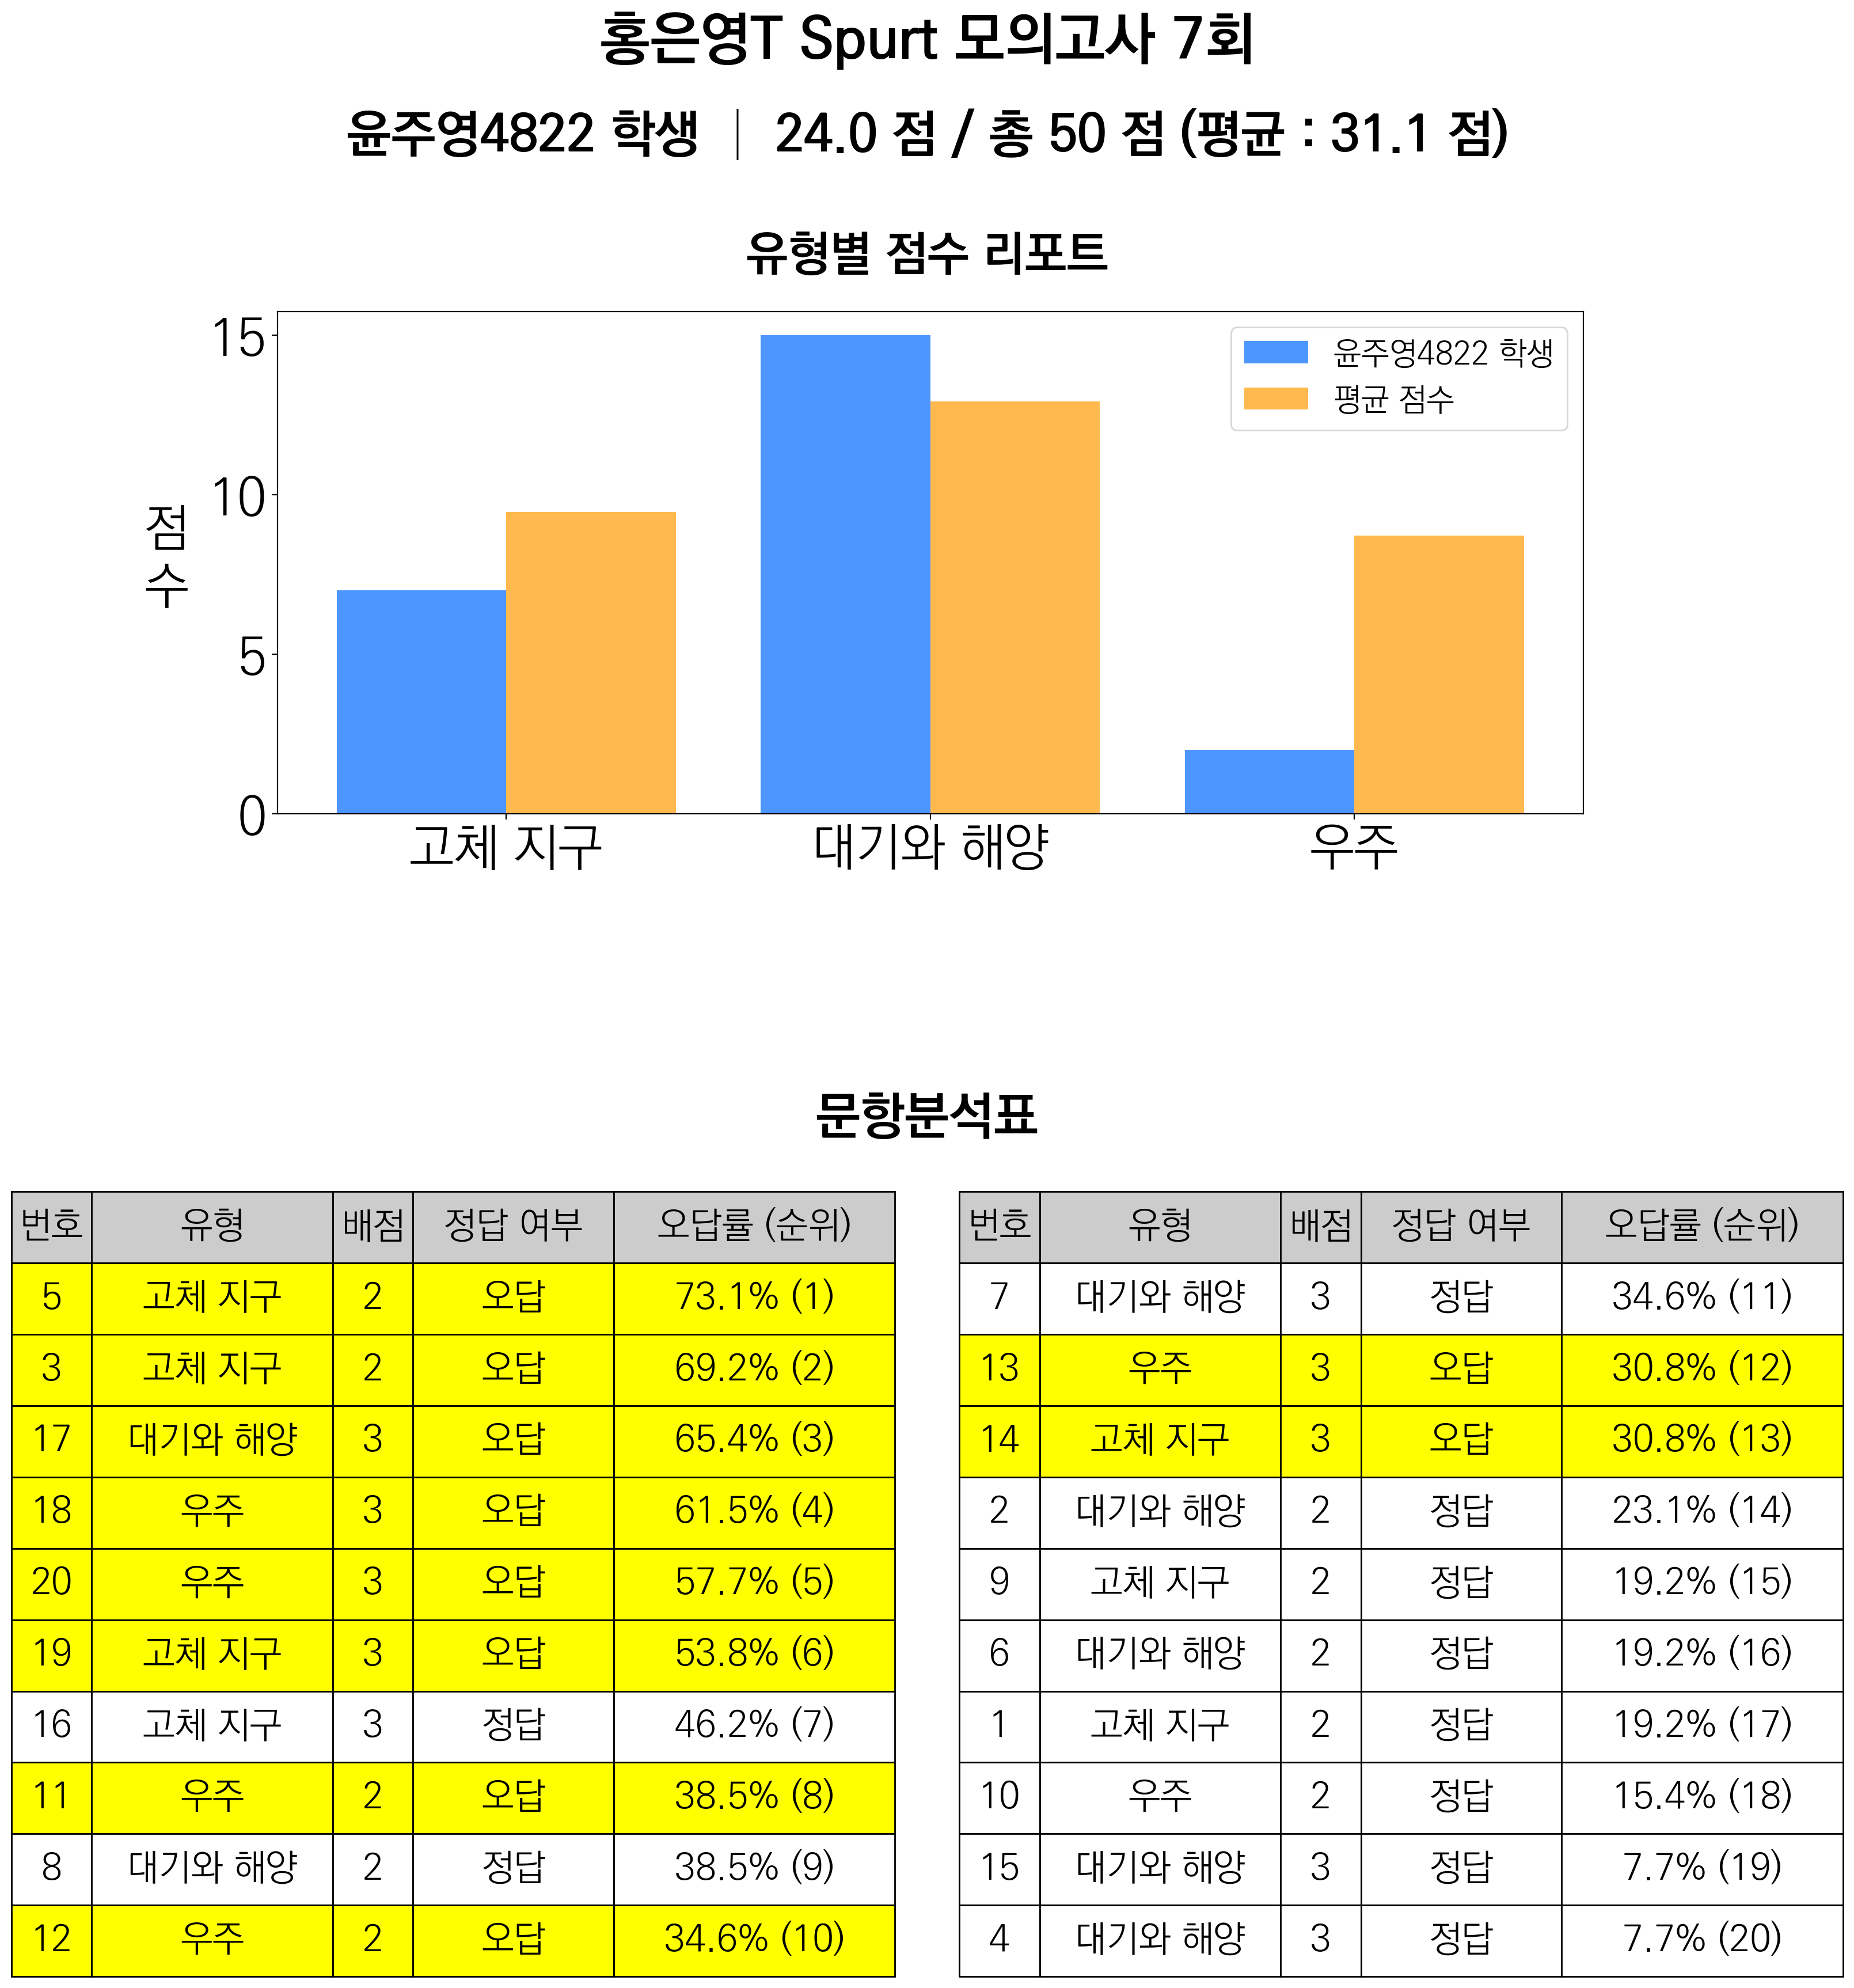 홍은영T Spurt 모의고사 7회
윤주영4822 학생 │ 24.0 점 / 총 50 점 (평균 : 31.1 점)
유형별 점수 리포트
15
10
5
0
점
수
윤주영4822 학생
평균 점수
고체 지구 대기와 해양 우주
문항분석표
번호 유형 배점 정답 여부 오답률 (순위)
5 고체 지구 2 오답 73.1% (1)
3 고체 지구 2 오답 69.2% (2)
17 대기와 해양 3 오답 65.4% (3)
18 우주 3 오답 61.5% (4)
20 우주 3 오답 57.7% (5)
19 고체 지구 3 오답 53.8% (6)
16 고체 지구 3 정답 46.2% (7)
11 우주 2 오답 38.5% (8)
8 대기와 해양 2 정답 38.5% (9)
12 우주 2 오답 34.6% (10)
번호 유형 배점 정답 여부 오답률 (순위)
7 대기와 해양 3 정답 34.6% (11)
13 우주 3 오답 30.8% (12)
14 고체 지구 3 오답 30.8% (13)
2 대기와 해양 2 정답 23.1% (14)
9 고체 지구 2 정답 19.2% (15)
6 대기와 해양 2 정답 19.2% (16)
1 고체 지구 2 정답 19.2% (17)
10 우주 2 정답 15.4% (18)
15 대기와 해양 3 정답 7.7% (19)
4 대기와 해양 3 정답 7.7% (20)